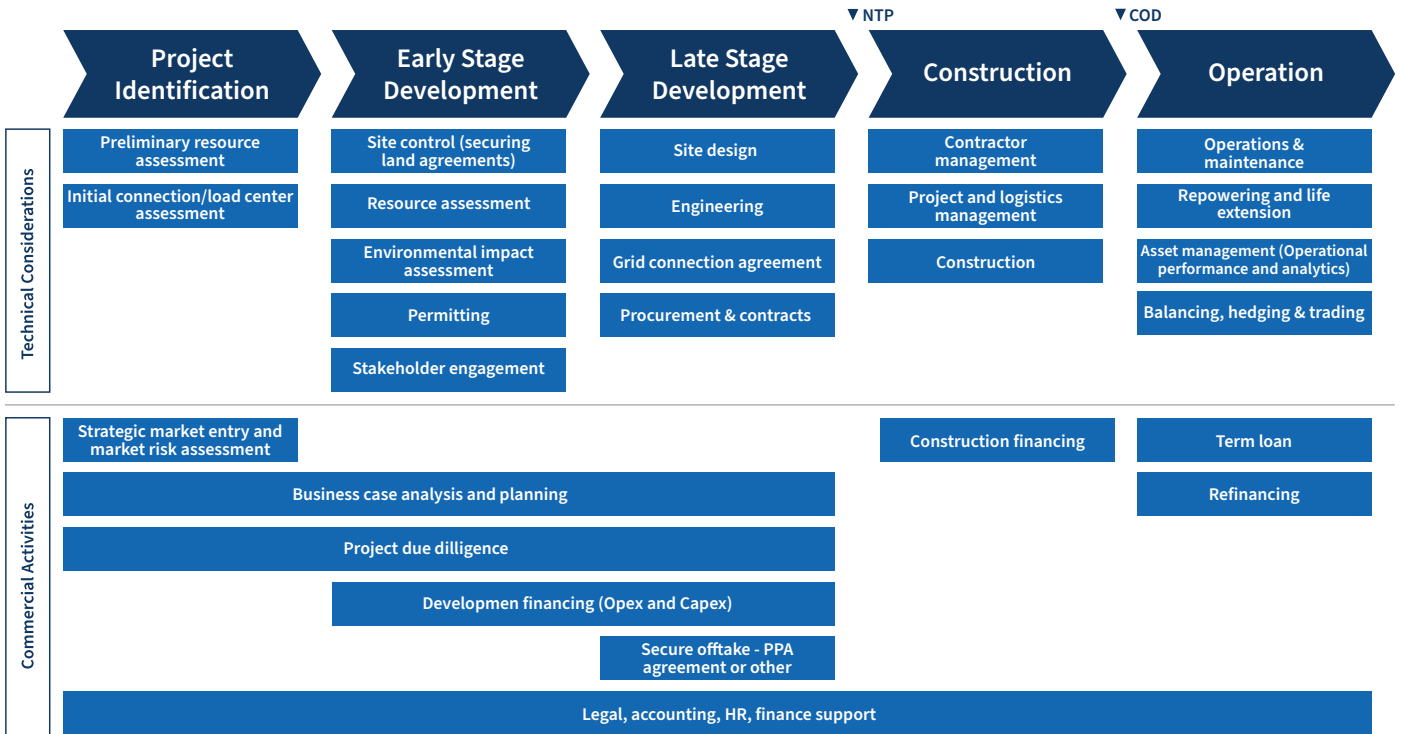 ▼ NTP
▼ COD
Project
Identification
Early Stage
Development
Late Stage
Development
Construction
Operation
Technical Considerations
Preliminary resource
assessment
Initial connection/load center
assessment
Site control (securing
land agreements)
Resource assessment
Environmental impact
assessment
Permitting
Stakeholder engagement
Site design
Engineering
Grid connection agreement
Procurement & contracts
Contractor
management
Project and logistics
management
Construction
Operations &
maintenance
Repowering and life
extension
Asset management (Operational
performance and analytics)
Balancing, hedging & trading
Commercial Activities
Strategic market entry and
market risk assessment
Construction financing
Term loan
Business case analysis and planning
Refinancing
Project due dilligence
Developmen financing (Opex and Capex)
Secure offtake - PPA
agreement or other
Legal, accounting, HR, finance support